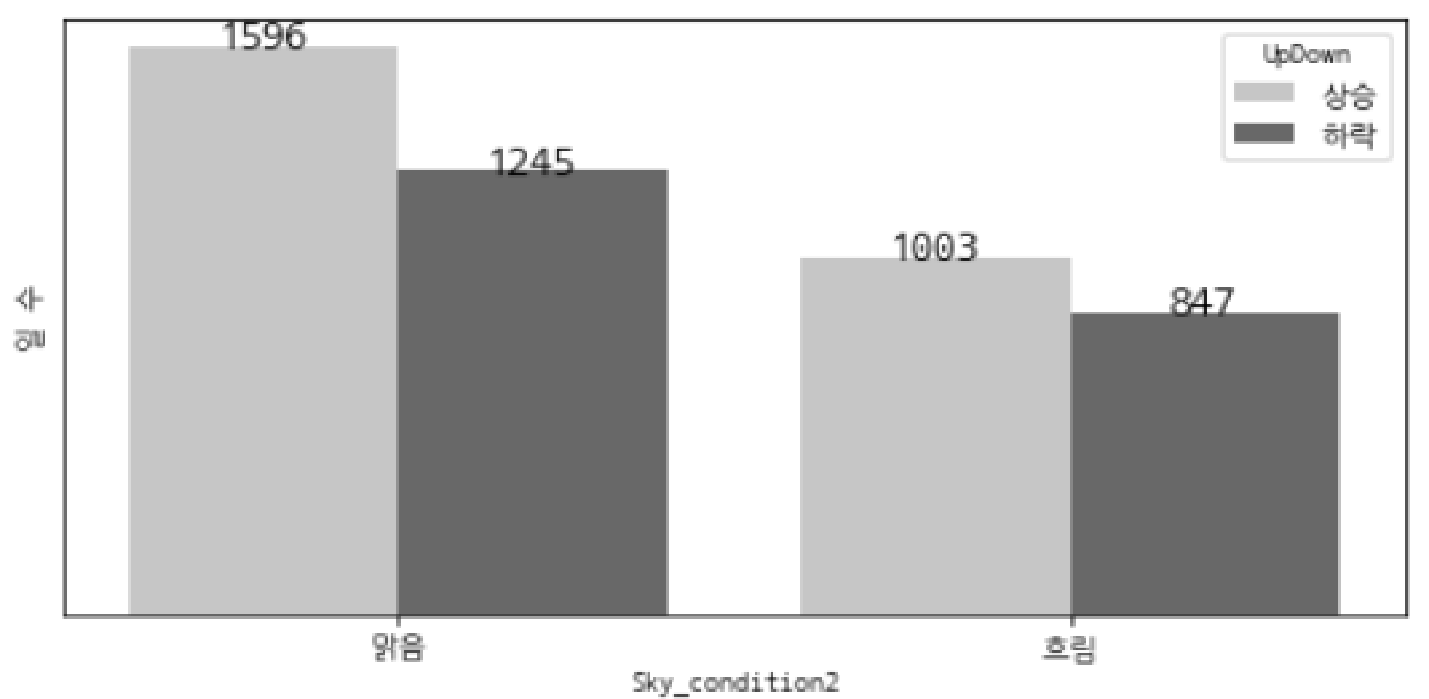 1596
1245
1003
847
UpDown
상승
하락
일 수
맑음
흐림
Sky_condition2